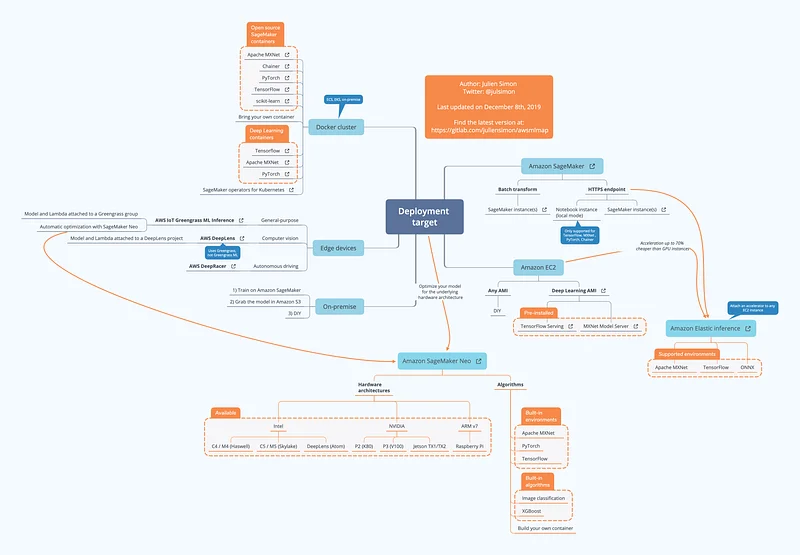 Open source
SageMaker
containers
Apache MXNet
Chainer
PyTorch
TensorFlow
scikit-learn
Bring your own container
Deep Learning
containers
Tensorflow
Apache MXNet
PyTorch
SageMaker operators for Kubernetes
ECS, EKS, on-premise
Docker cluster
Author: Julien Simon
Twitter: @julsimon
Last updated on December 8th, 2019
Find the latest version at:
https://gitlab.com/juliensimon/awsmlmap
Deployment
target
Amazon SageMaker
Batch transform
HTTPS endpoint
SageMaker instance(s)
Notebook instance
(local mode)
SageMaker instance(s)
Only supported for
TensorFlow, MXNet,
PyTorch, Chainer
Model and Lambda attached to a Greengrass group
Automatic optimization with SageMaker Neo
AWS IoT Greengrass ML Inference
General-purpose
Model and Lambda attached to a DeepLens project
AWS DeepLens
Computer vision
Uses Greengrass,
not Greengrass ML
AWS DeepRacer
Autonomous driving
Edge devices
1) Train on Amazon SageMaker
2) Grab the model in Amazon S3
3) DIY
On-premise
Optimize your model
for the underlying
hardware architecture
Acceleration up to 70%
cheaper than GPU instances
Amazon EC2
Any AMI
DIY
Deep Learning AMI
Pre-installed
TensorFlow Serving
MXNet Model Server
Attach an accelerator to any
EC2 instance
Amazon Elastic inference
Supported environments
Apache MXNet
TensorFlow
ONNX
Amazon SageMaker Neo
Hardware
architectures
Algorithms
Available
Intel
NVIDIA
ARM v7
C4 / M4 (Haswell)
C5 / M5 (Skylake)
DeepLens (Atom)
P2 (K80)
P3 (V100)
Jetson TX1/TX2
Raspberry Pi
Built-in
environments
Apache MXNet
PyTorch
TensorFlow
Built-in
algorithms
Image classification
XGBoost
Build your own container